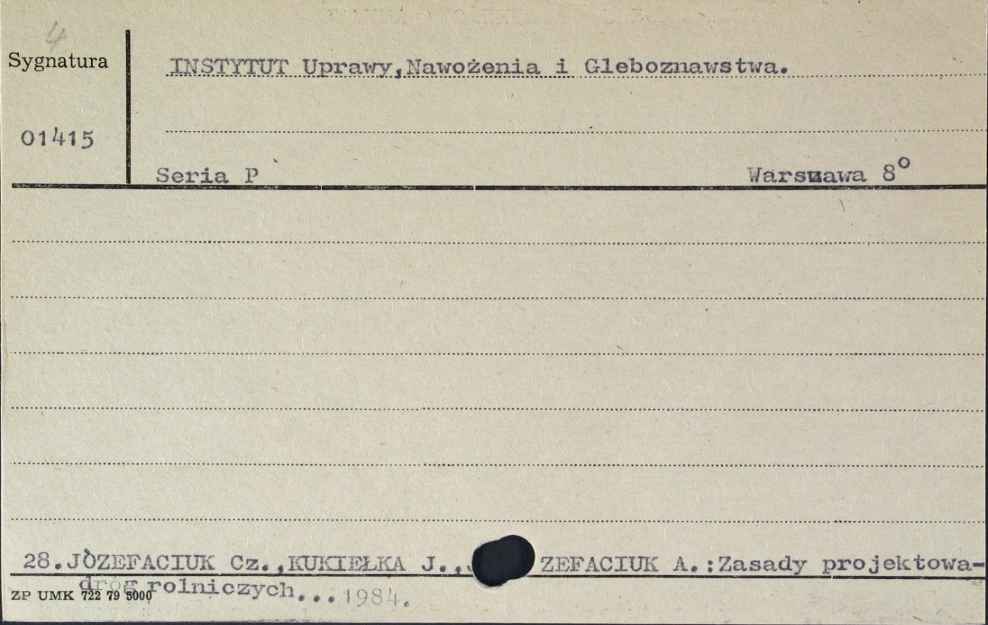 4
Sygnatura
INSTYTUT Uprawy,Nawożenia i Gleboznawstwa.
01415
Seria P Warszawa 8°
28.JÓZEFACIUK Cz.,KUKIEŁKA J., ZEFACIUK A.:Zasady projektowa-
dróg rolniczych...1984.
ZP UMK 722 79 5000